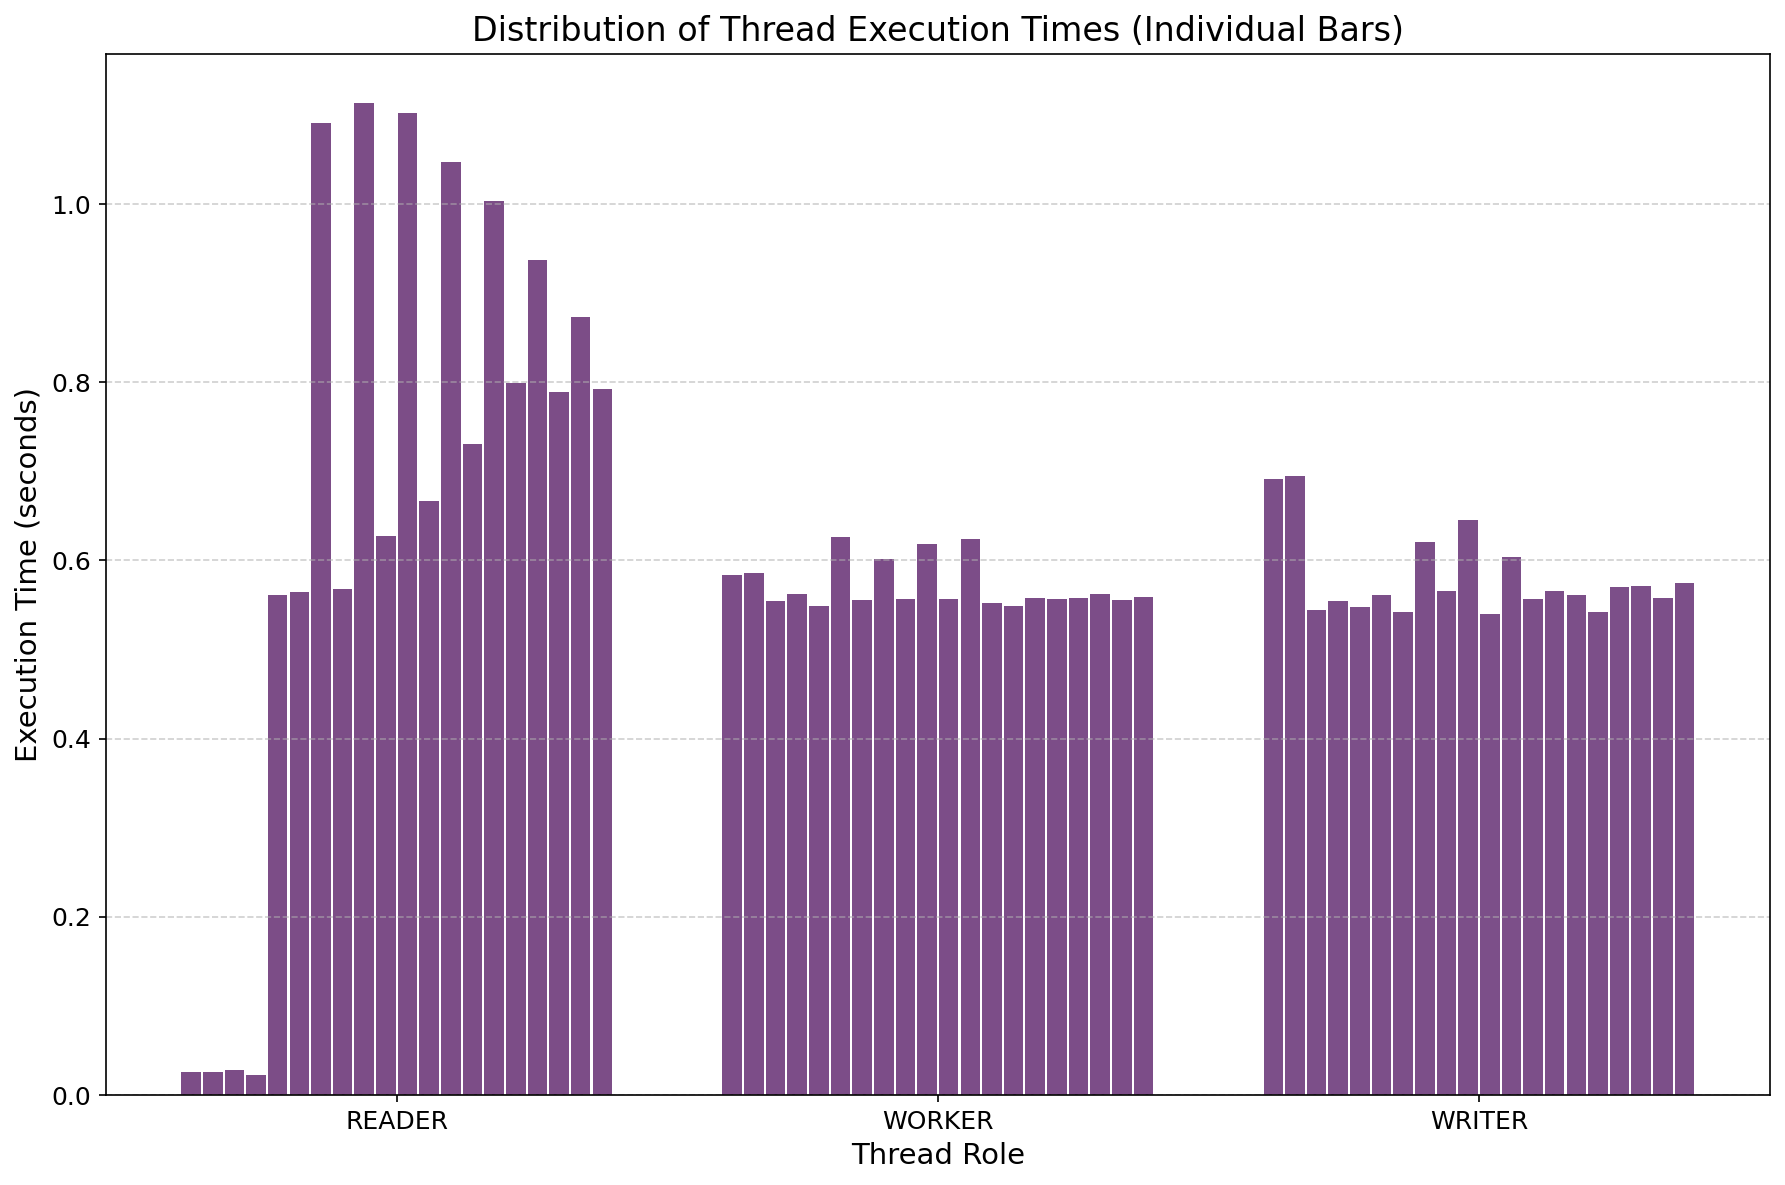 Distribution of Thread Execution Times (Individual Bars)
Execution Time (seconds)
1.0
0.8
0.6
0.4
0.2
0.0
READER WORKER WRITER
Thread Role